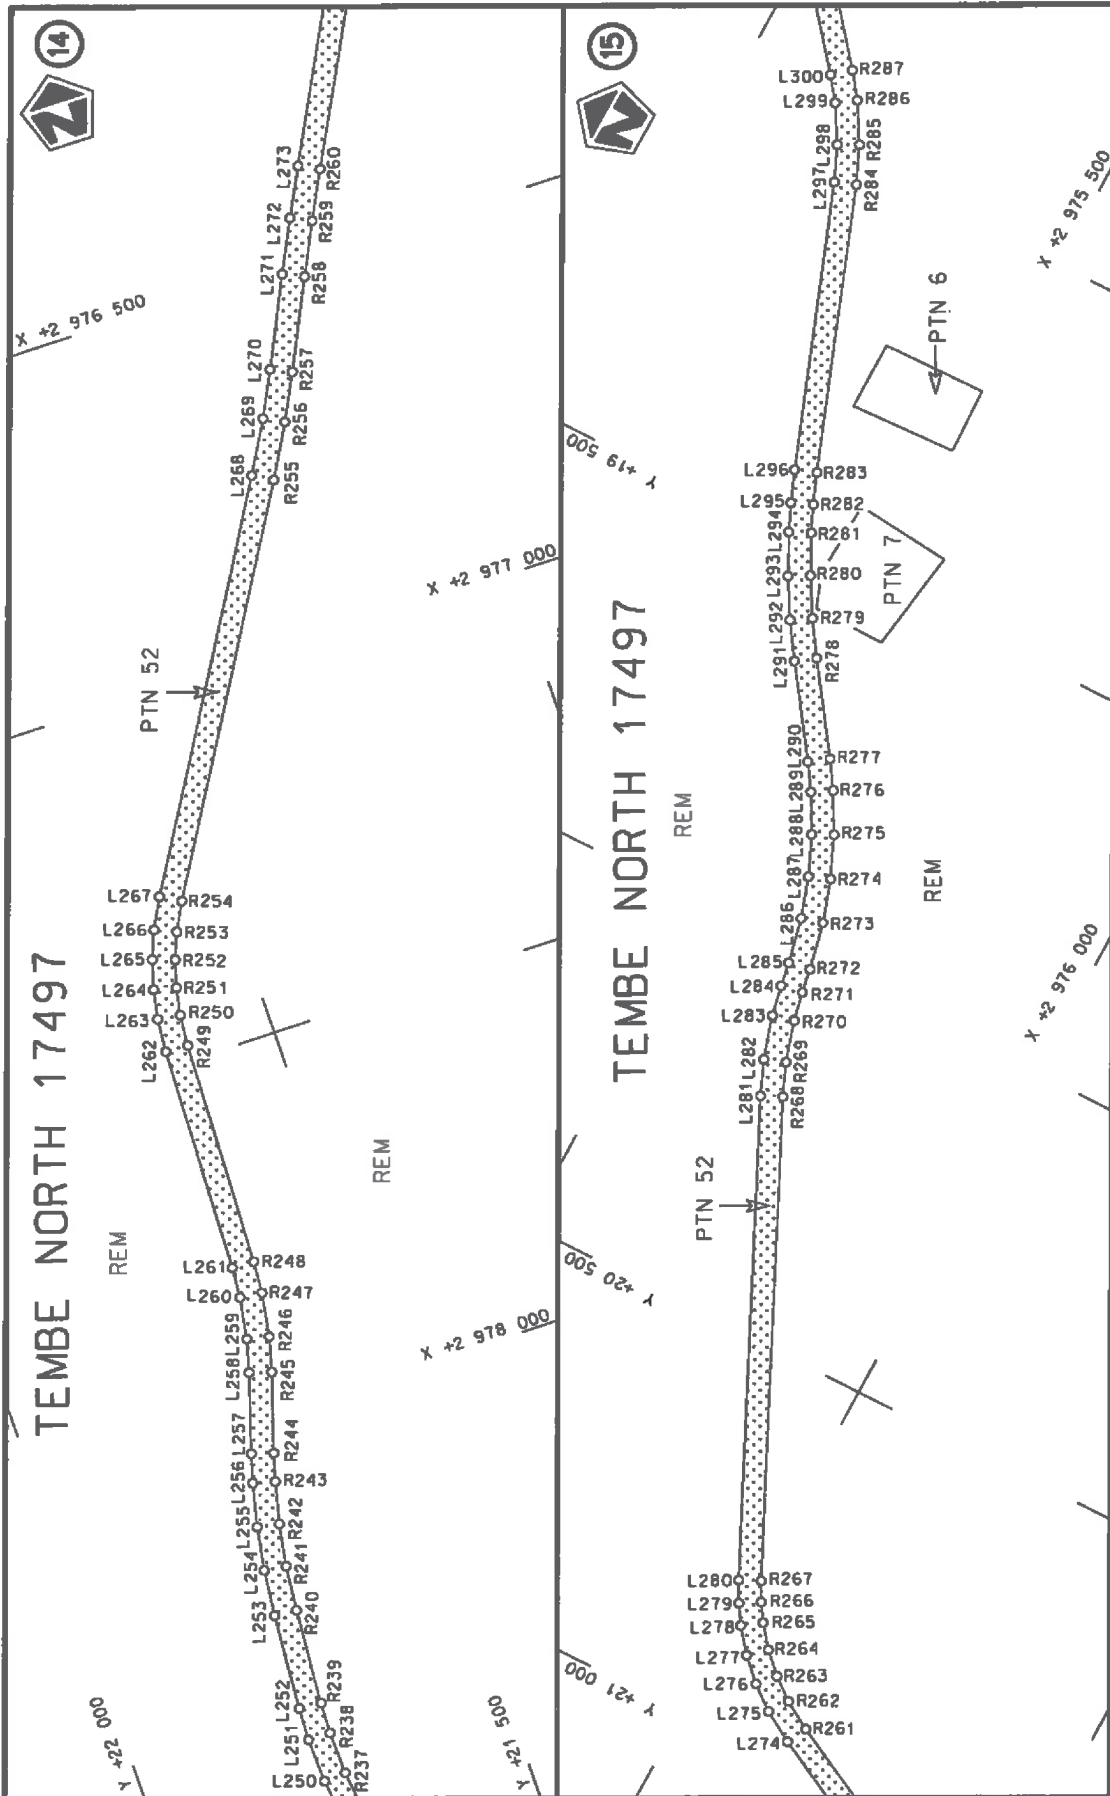 14
N
TEMBE NORTH 17497
REM
REM
PTN 52
X +2 976 500
X +2 977 000
X +2 978 000
Y +22 000
Y +21 500
L250
L251
L252
L253
L254
L255
L256
L257
L258
L259
L260
L261
L262
L263
L264
L265
L266
L267
L268
L269
L270
L271
L272
L273
R237
R238
R239
R240
R241
R242
R243
R244
R245
R246
R247
R248
R249
R250
R251
R252
R253
R254
R255
R256
R257
R258
R259
R260
15
N
TEMBE NORTH 17497
REM
REM
PTN 52
PTN 7
PTN 6
X +2 975 500
X +2 976 000
Y +19 500
Y +20 500
Y +21 000
L274
L275
L276
L277
L278
L279
L280
L281
L282
L283
L284
L285
L286
L287
L288
L289
L290
L291
L292
L293
L294
L295
L296
L297
L298
L299
L300
R261
R262
R263
R264
R265
R266
R267
R268
R269
R270
R271
R272
R273
R274
R275
R276
R277
R278
R279
R280
R281
R282
R283
R284
R285
R286
R287